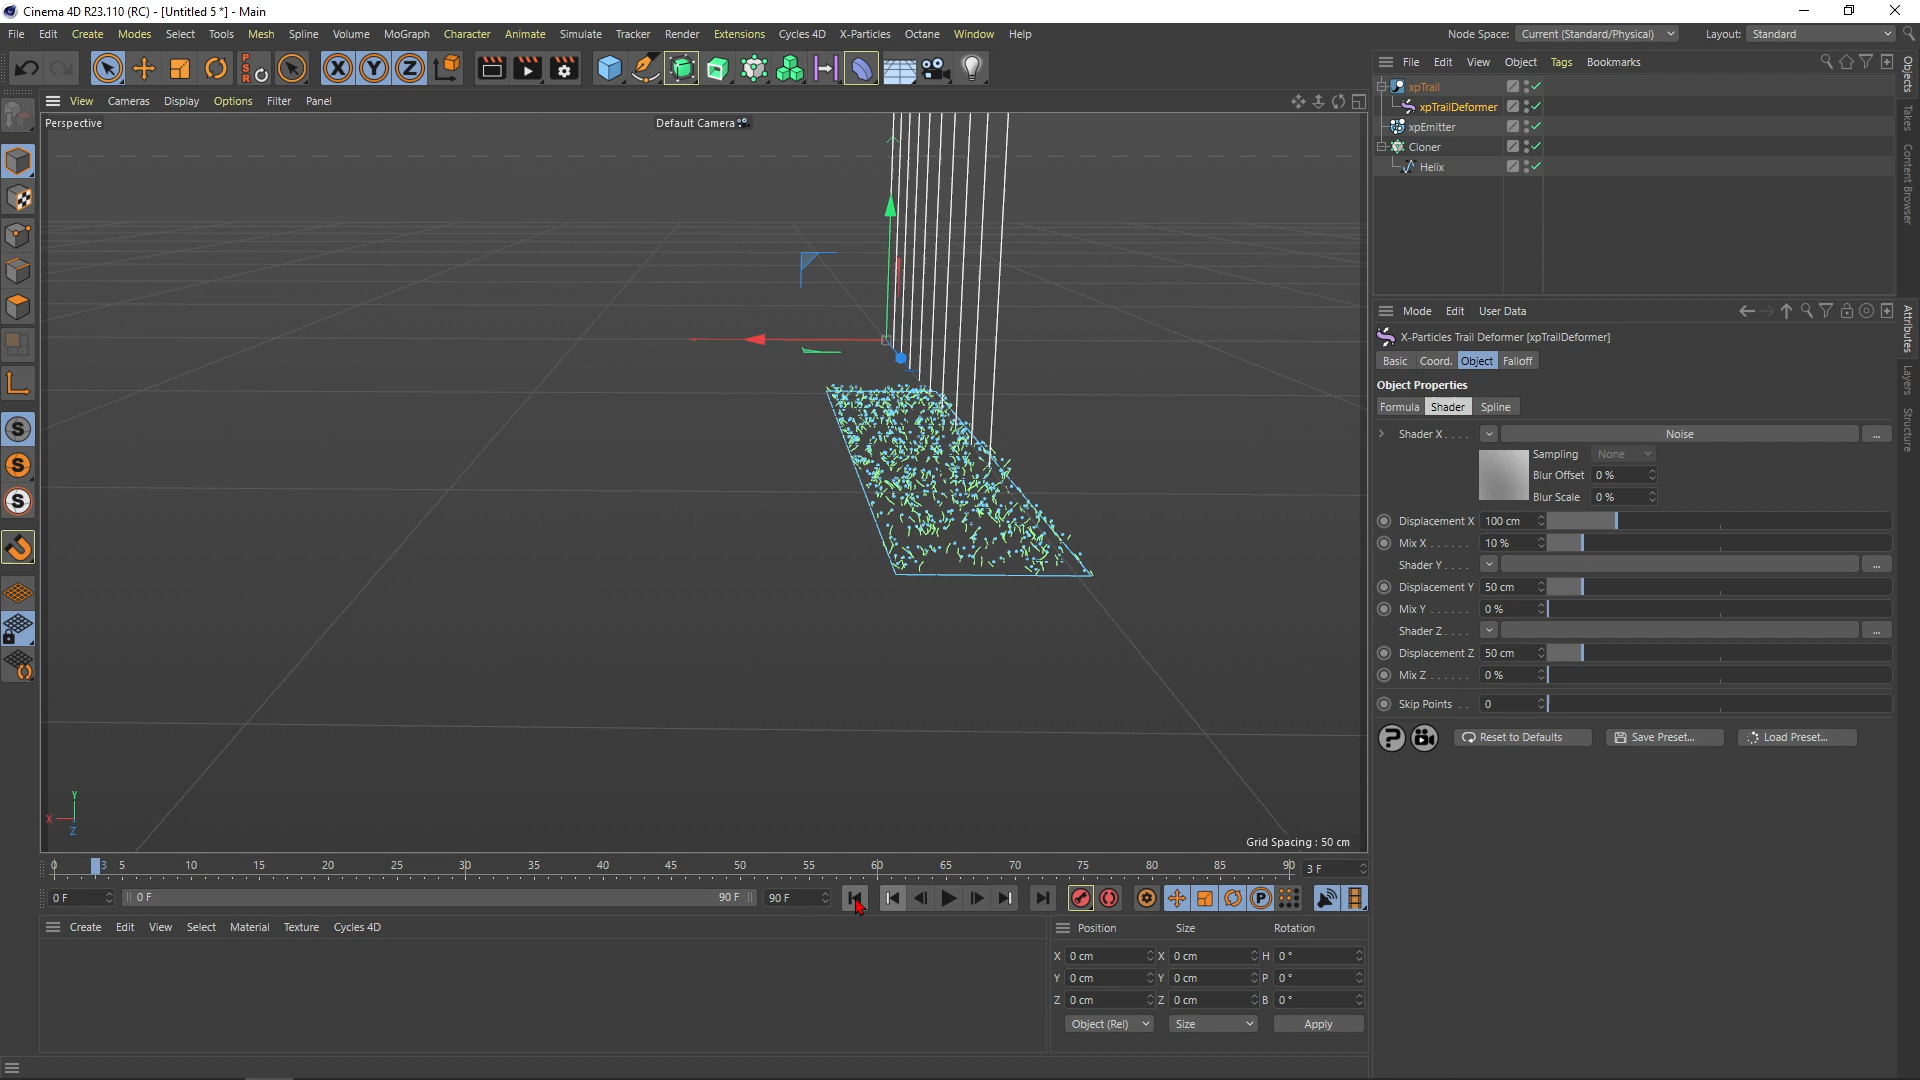 Cinema 4D R23.110 (RC) - [Untitled 5 *] - Main
File Edit Create Modes Select Tools Mesh Spline Volume MoGraph Character Animate Simulate Tracker Render Extensions Cycles 4D X-Particles Octane Window Help
Node Space: Current (Standard/Physical) Layout: Standard
PSR X Y Z
File Edit View Object Tags Bookmarks
View Cameras Display Options Filter Panel
Perspective
Default Camera
xpTrail
xpTrailDeformer
xpEmitter
Cloner
Helix
Objects
Takes
Content Browser
Mode Edit User Data
X-Particles Trail Deformer [xpTrailDeformer]
Basic Coord. Object Falloff
Object Properties
Formula Shader Spline
Shader X . . . . Noise ...
Sampling None
Blur Offset 0 %
Blur Scale 0 %
Displacement X 100 cm
Mix X . . . . . . 10 %
Shader Y . . . . ...
Displacement Y 50 cm
Mix Y . . . . . . 0 %
Shader Z . . . . ...
Displacement Z 50 cm
Mix Z . . . . . . 0 %
Skip Points . . 0
Reset to Defaults Save Preset... Load Preset...
Attributes
Layers
Structure
S
S
S
Y
X
Z
Grid Spacing : 50 cm
0 3 5 10 15 20 25 30 35 40 45 50 55 60 65 70 75 80 85 90 3 F
0 F 0 F 90 F 90 F
P
Create Edit View Select Material Texture Cycles 4D
Position Size Rotation
X 0 cm X 0 cm H 0 °
Y 0 cm Y 0 cm P 0 °
Z 0 cm Z 0 cm B 0 °
Object (Rel) Size Apply